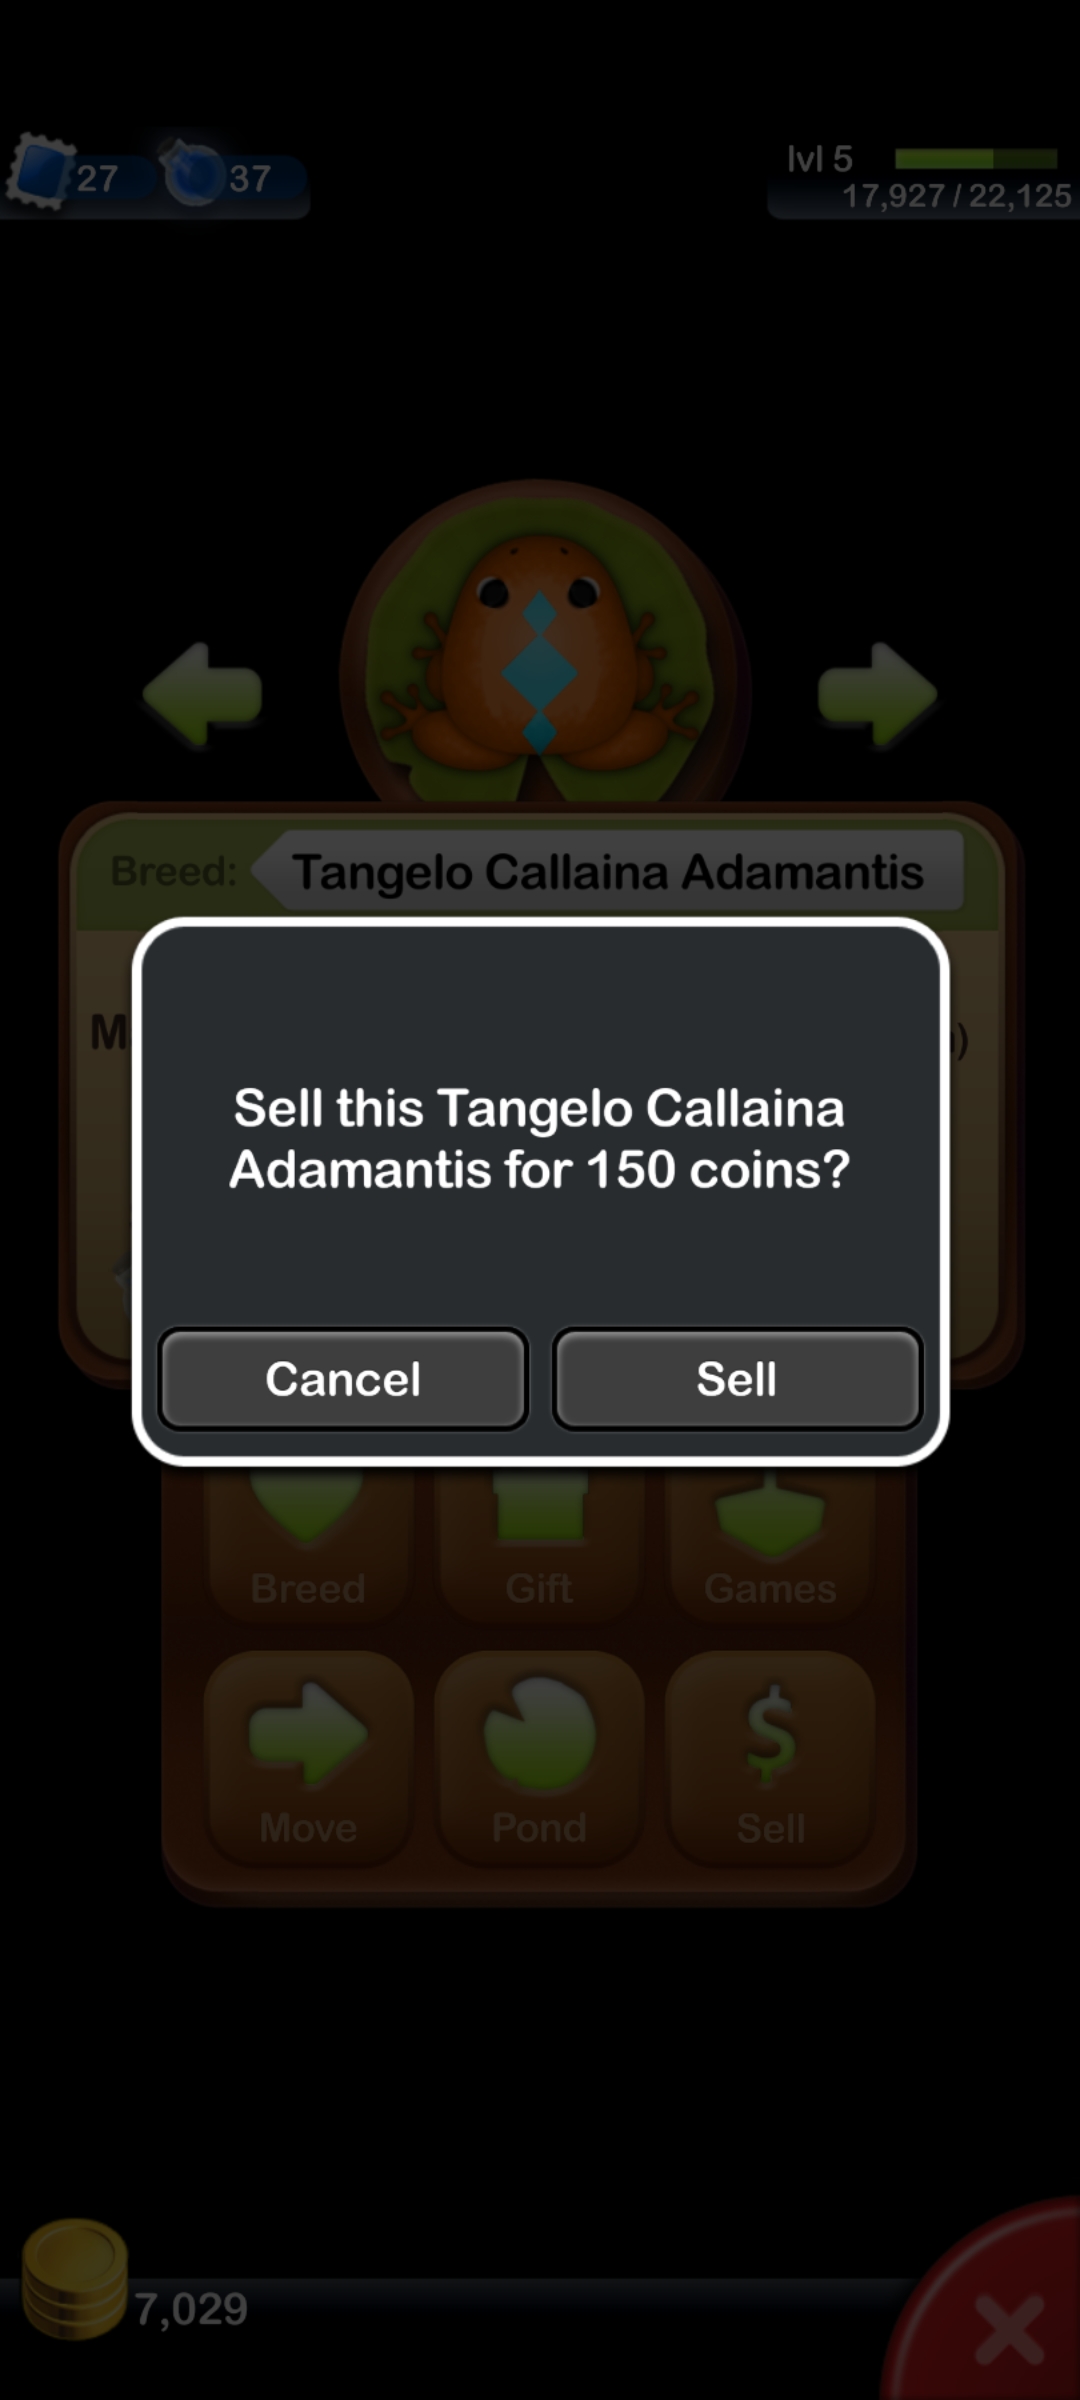 27
37
lvl 5
17,927 / 22,125
Breed:
Tangelo Callaina Adamantis
Sell this Tangelo Callaina
Adamantis for 150 coins?
Cancel
Sell
Breed
Gift
Games
Move
Pond
Sell
7,029